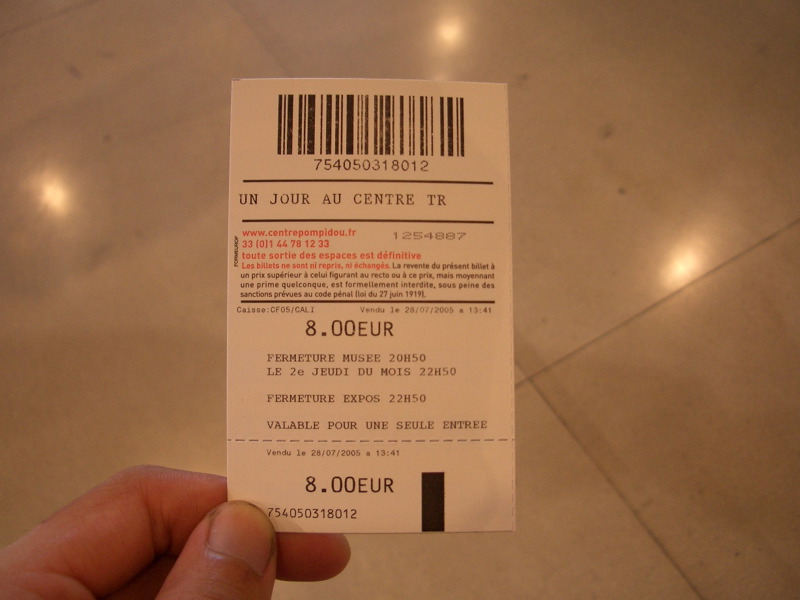 754050318012
UN JOUR AU CENTRE TR
www.centrepompidou.fr
1254887
33 (0)1 44 78 12 33
toute sortie des espaces est définitive
Les billets ne sont ni repris, ni échangés. La revente du présent billet à
un prix supérieur à celui figurant au recto ou à ce prix, mais moyennant
une prime quelconque, est formellement interdite, sous peine des
sanctions prévues au code pénal (loi du 27 juin 1919).
Caisse:CF05/CALI Vendu le 28/07/2005 a 13:41
8.00EUR
FERMETURE MUSEE 20H50
LE 2e JEUDI DU MOIS 22H50
FERMETURE EXPOS 22H50
VALABLE POUR UNE SEULE ENTREE
Vendu le 28/07/2005 a 13:41
8.00EUR
754050318012